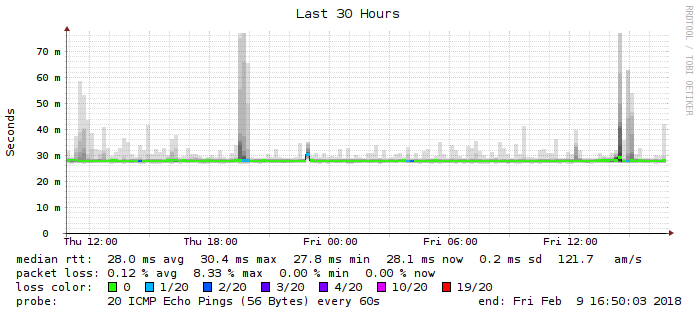 Last 30 Hours
RRDTOOL / TOBI OETIKER
Seconds
70 m
60 m
50 m
40 m
30 m
20 m
10 m
0
Thu 12:00 Thu 18:00 Fri 00:00 Fri 06:00 Fri 12:00
median rtt: 28.0 ms avg 30.4 ms max 27.8 ms min 28.1 ms now 0.2 ms sd 121.7 am/s
packet loss: 0.12 % avg 8.33 % max 0.00 % min 0.00 % now
loss color: 0 1/20 2/20 3/20 4/20 10/20 19/20
probe: 20 ICMP Echo Pings (56 Bytes) every 60s end: Fri Feb 9 16:50:03 2018